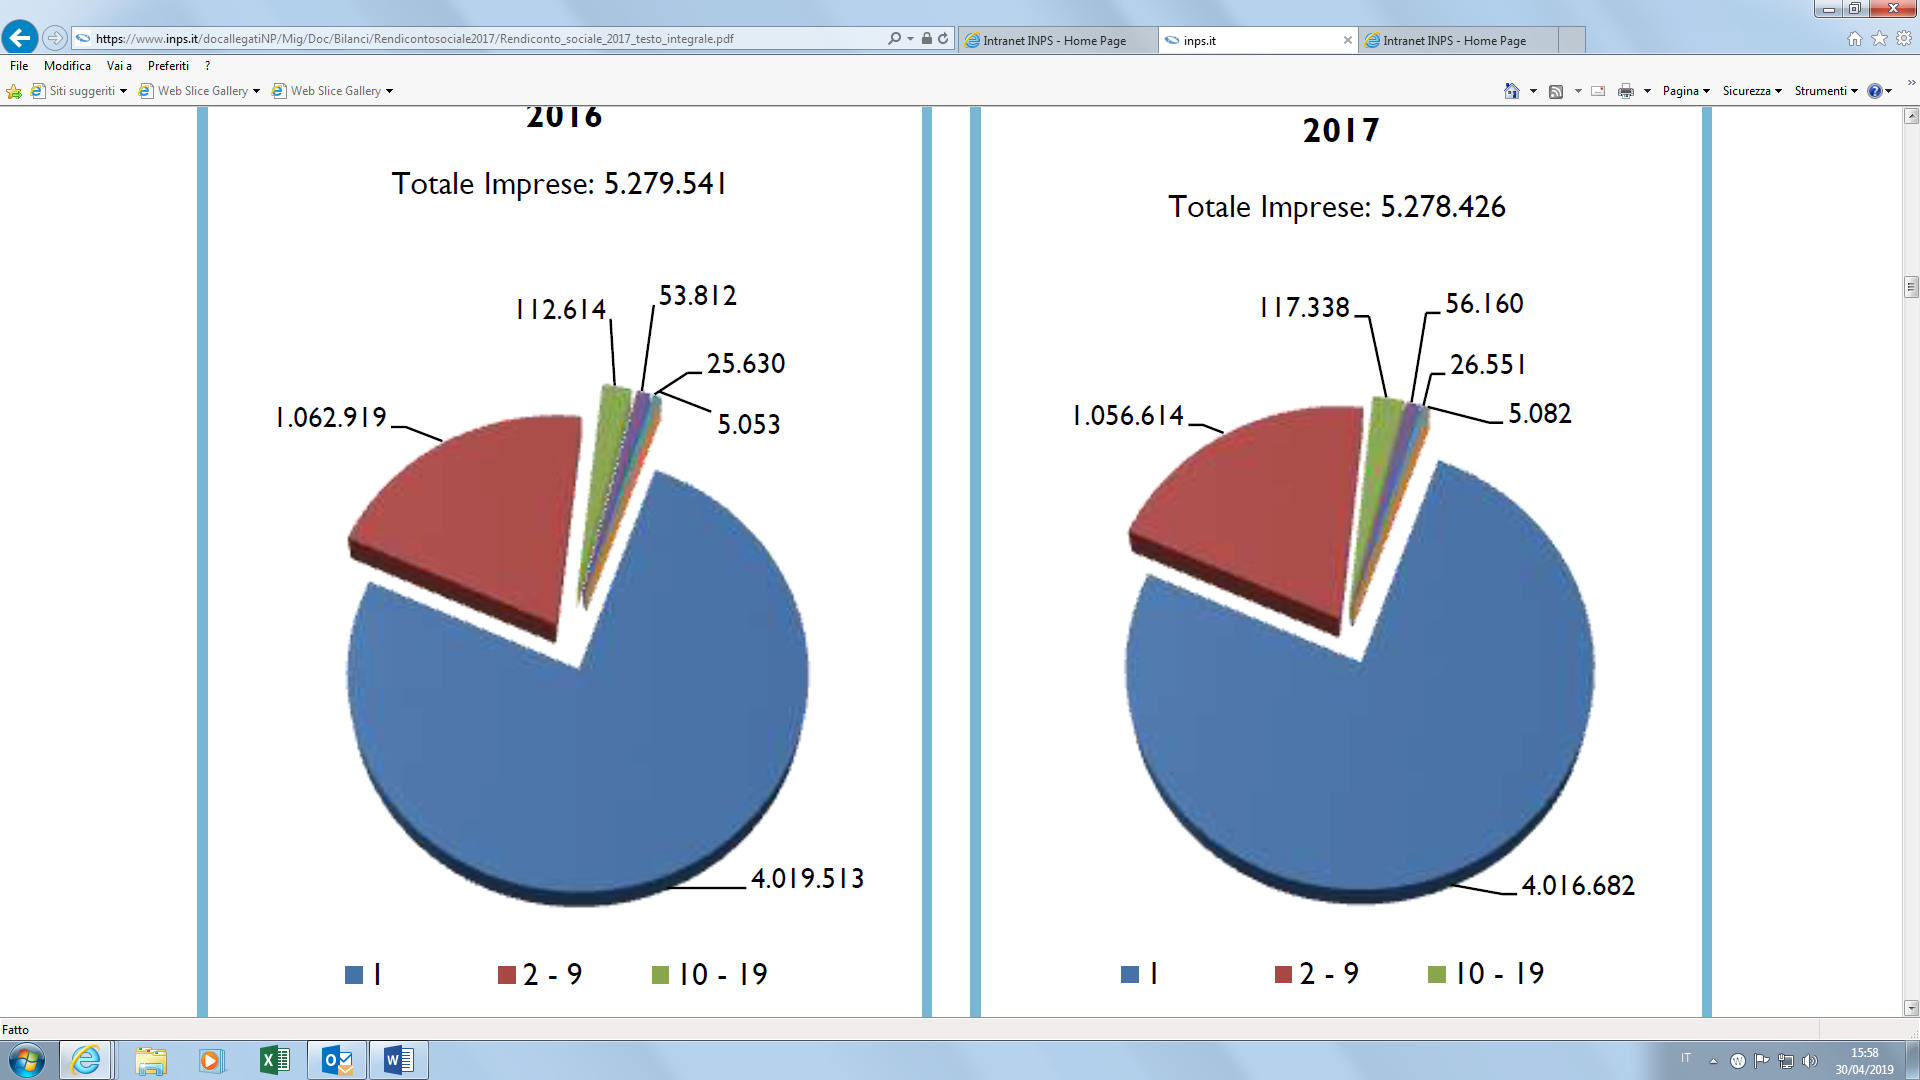 https://www.inps.it/docallegatiNP/Mig/Doc/Bilanci/Rendicontosociale2017/Rendiconto_sociale_2017_testo_integrale.pdf
Intranet INPS - Home Page
inps.it
Intranet INPS - Home Page
File Modifica Vai a Preferiti ?
Siti suggeriti Web Slice Gallery Web Slice Gallery
Pagina Sicurezza Strumenti
2016
Totale Imprese: 5.279.541
112.614
53.812
25.630
5.053
1.062.919
4.019.513
1
2 - 9
10 - 19
2017
Totale Imprese: 5.278.426
117.338
56.160
26.551
5.082
1.056.614
4.016.682
1
2 - 9
10 - 19
Fatto
IT
15:58
30/04/2019